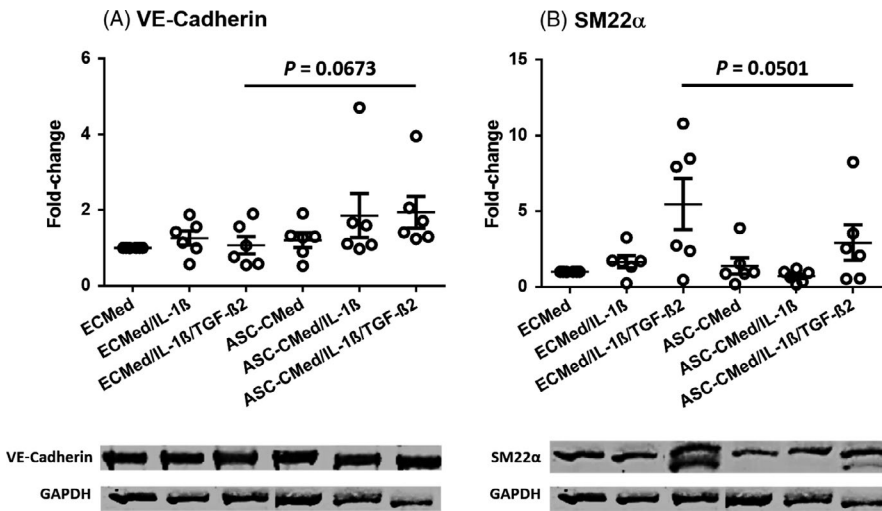 (A) VE-Cadherin
6
4
2
0
Fold-change
P = 0.0673
ECMed
ECMed/IL-1ß
ECMed/IL-1ß/TGF-ß2
ASC-CMed
ASC-CMed/IL-1ß
ASC-CMed/IL-1ß/TGF-ß2
VE-Cadherin
GAPDH
(B) SM22α
15
10
5
0
Fold-change
P = 0.0501
ECMed
ECMed/IL-1ß
ECMed/IL-1ß/TGF-ß2
ASC-CMed
ASC-CMed/IL-1ß
ASC-CMed/IL-1ß/TGF-ß2
SM22α
GAPDH